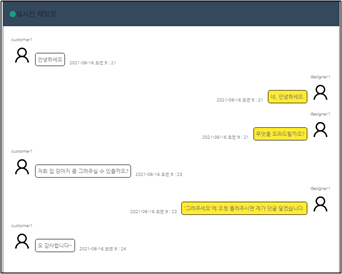 실시간 채팅창
customer1
안녕하세요
2021-06-16 오전 9 : 21
designer1
네, 안녕하세요.
2021-06-16 오전 9 : 21
designer1
무엇을 도와드릴까요?
2021-06-16 오전 9 : 21
customer1
저희 집 강아지 좀 그려주실 수 있을까요?
2021-06-16 오전 9 : 23
designer1
'그려주세요'에 요청 올려주시면 제가 댓글 달겠습니다.
2021-06-16 오전 9 : 23
customer1
오 감사합니다~
2021-06-16 오전 9 : 24